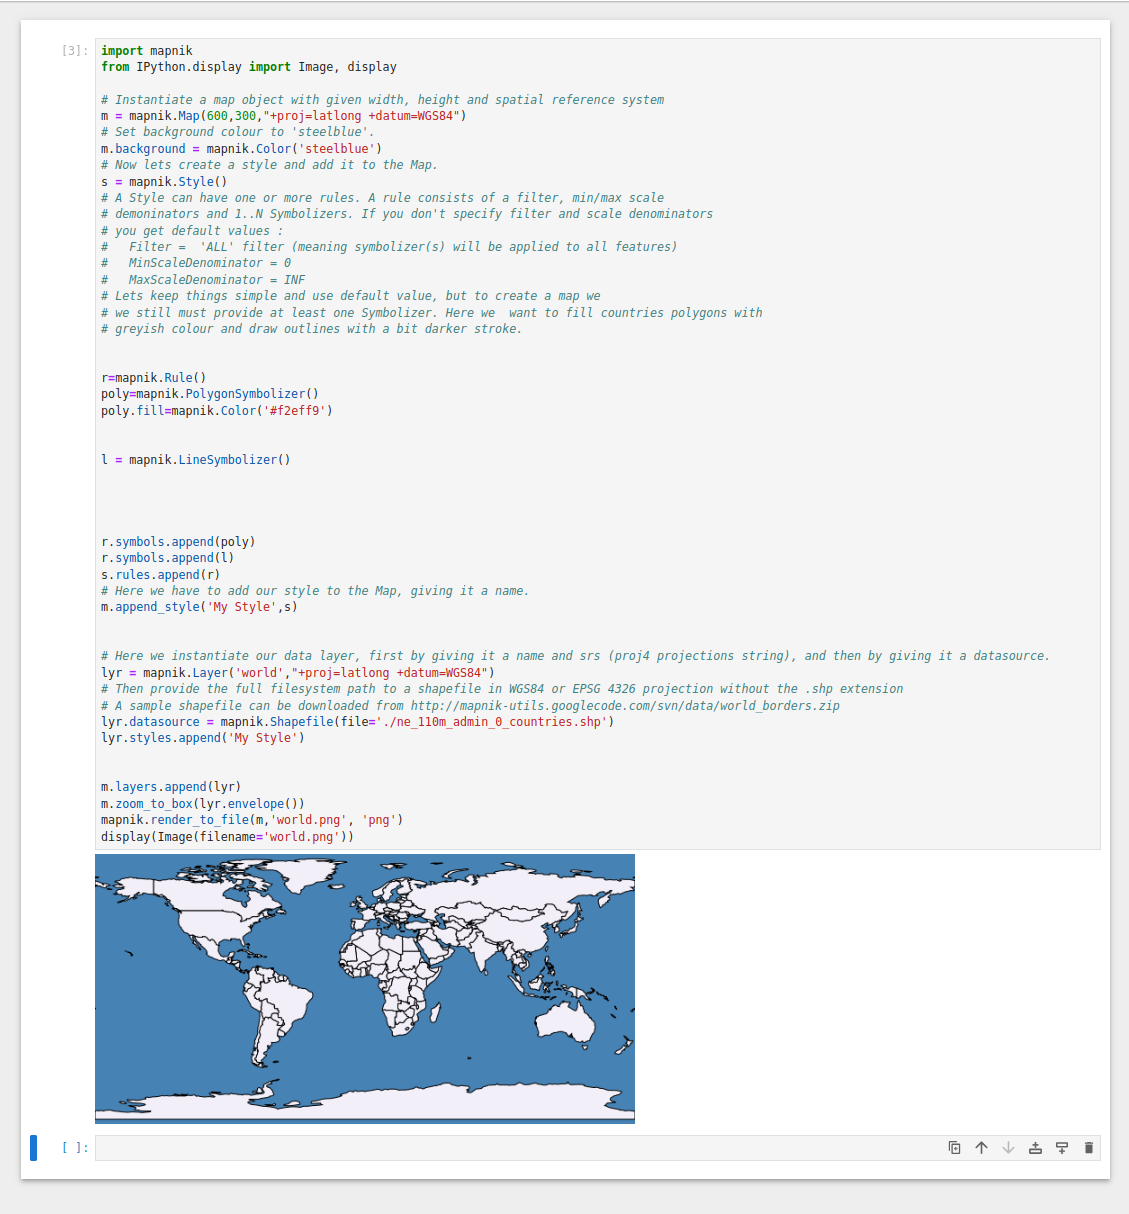 [3]:
import mapnik
from IPython.display import Image, display
# Instantiate a map object with given width, height and spatial reference system
m = mapnik.Map(600,300,"+proj=latlong +datum=WGS84")
# Set background colour to 'steelblue'.
m.background = mapnik.Color('steelblue')
# Now lets create a style and add it to the Map.
s = mapnik.Style()
# A Style can have one or more rules. A rule consists of a filter, min/max scale
# demoninators and 1..N Symbolizers. If you don't specify filter and scale denominators
# you get default values :
#   Filter =  'ALL' filter (meaning symbolizer(s) will be applied to all features)
#   MinScaleDenominator = 0
#   MaxScaleDenominator = INF
# Lets keep things simple and use default value, but to create a map we
# we still must provide at least one Symbolizer. Here we  want to fill countries polygons with
# greyish colour and draw outlines with a bit darker stroke.
r=mapnik.Rule()
poly=mapnik.PolygonSymbolizer()
poly.fill=mapnik.Color('#f2eff9')
l = mapnik.LineSymbolizer()
r.symbols.append(poly)
r.symbols.append(l)
s.rules.append(r)
# Here we have to add our style to the Map, giving it a name.
m.append_style('My Style',s)
# Here we instantiate our data layer, first by giving it a name and srs (proj4 projections string), and then by giving it a datasource.
lyr = mapnik.Layer('world',"+proj=latlong +datum=WGS84")
# Then provide the full filesystem path to a shapefile in WGS84 or EPSG 4326 projection without the .shp extension
# A sample shapefile can be downloaded from http://mapnik-utils.googlecode.com/svn/data/world_borders.zip
lyr.datasource = mapnik.Shapefile(file='./ne_110m_admin_0_countries.shp')
lyr.styles.append('My Style')
m.layers.append(lyr)
m.zoom_to_box(lyr.envelope())
mapnik.render_to_file(m,'world.png', 'png')
display(Image(filename='world.png'))
[ ]: